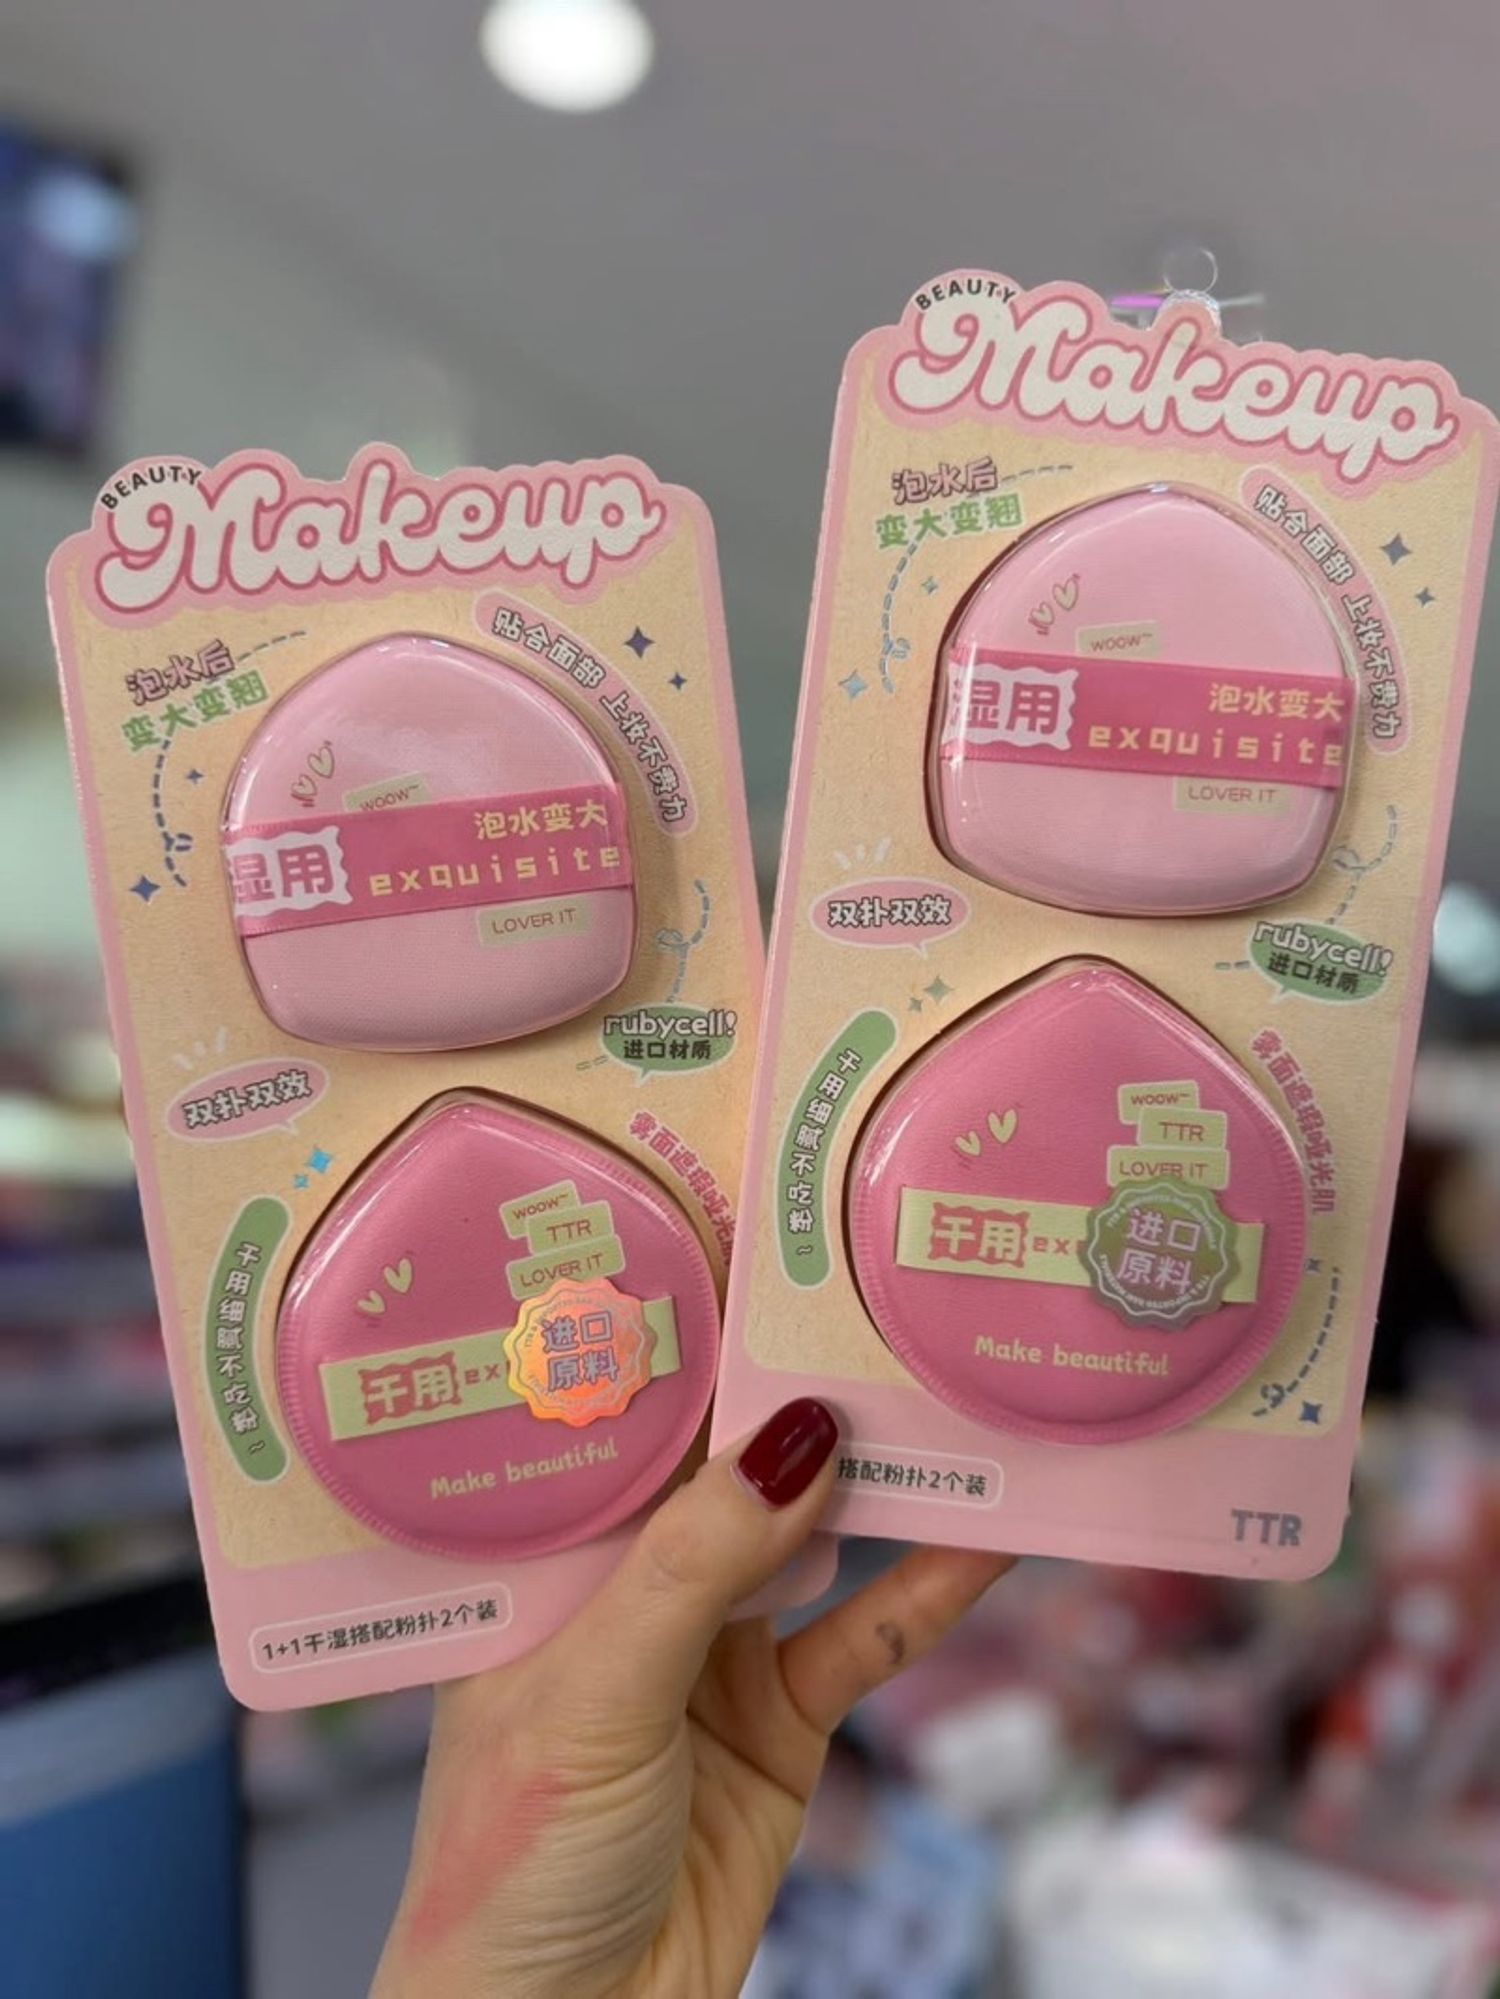 BEAUTY
Makeup
泡水后
变大变翘
贴合面部 上妆不费力
woow~
湿用
泡水变大
exquisite
LOVER IT
双扑双效
rubycell!
进口材质
干用细腻不吃妆~
雾面遮瑕哑光肌
woow~
TTR
LOVER IT
干用 ex
进口
原料
Make beautiful
1+1干湿搭配粉扑2个装
BEAUTY
Makeup
泡水后
变大变翘
贴合面部 上妆不费力
woow~
湿用
泡水变大
exquisite
LOVER IT
双扑双效
rubycell!
进口材质
干用细腻不吃妆~
雾面遮瑕哑光肌
woow~
TTR
LOVER IT
干用 ex
进口
原料
Make beautiful
搭配粉扑2个装
TTR